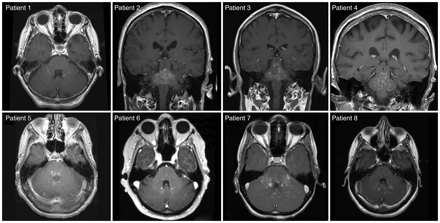 Patient 1
Patient 2
Patient 3
Patient 4
Patient 5
Patient 6
Patient 7
Patient 8